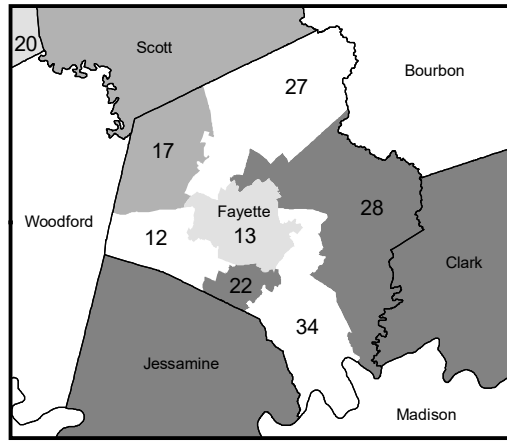 20
Scott
27
Bourbon
17
Woodford
Fayette
28
12
13
Clark
22
34
Jessamine
Madison